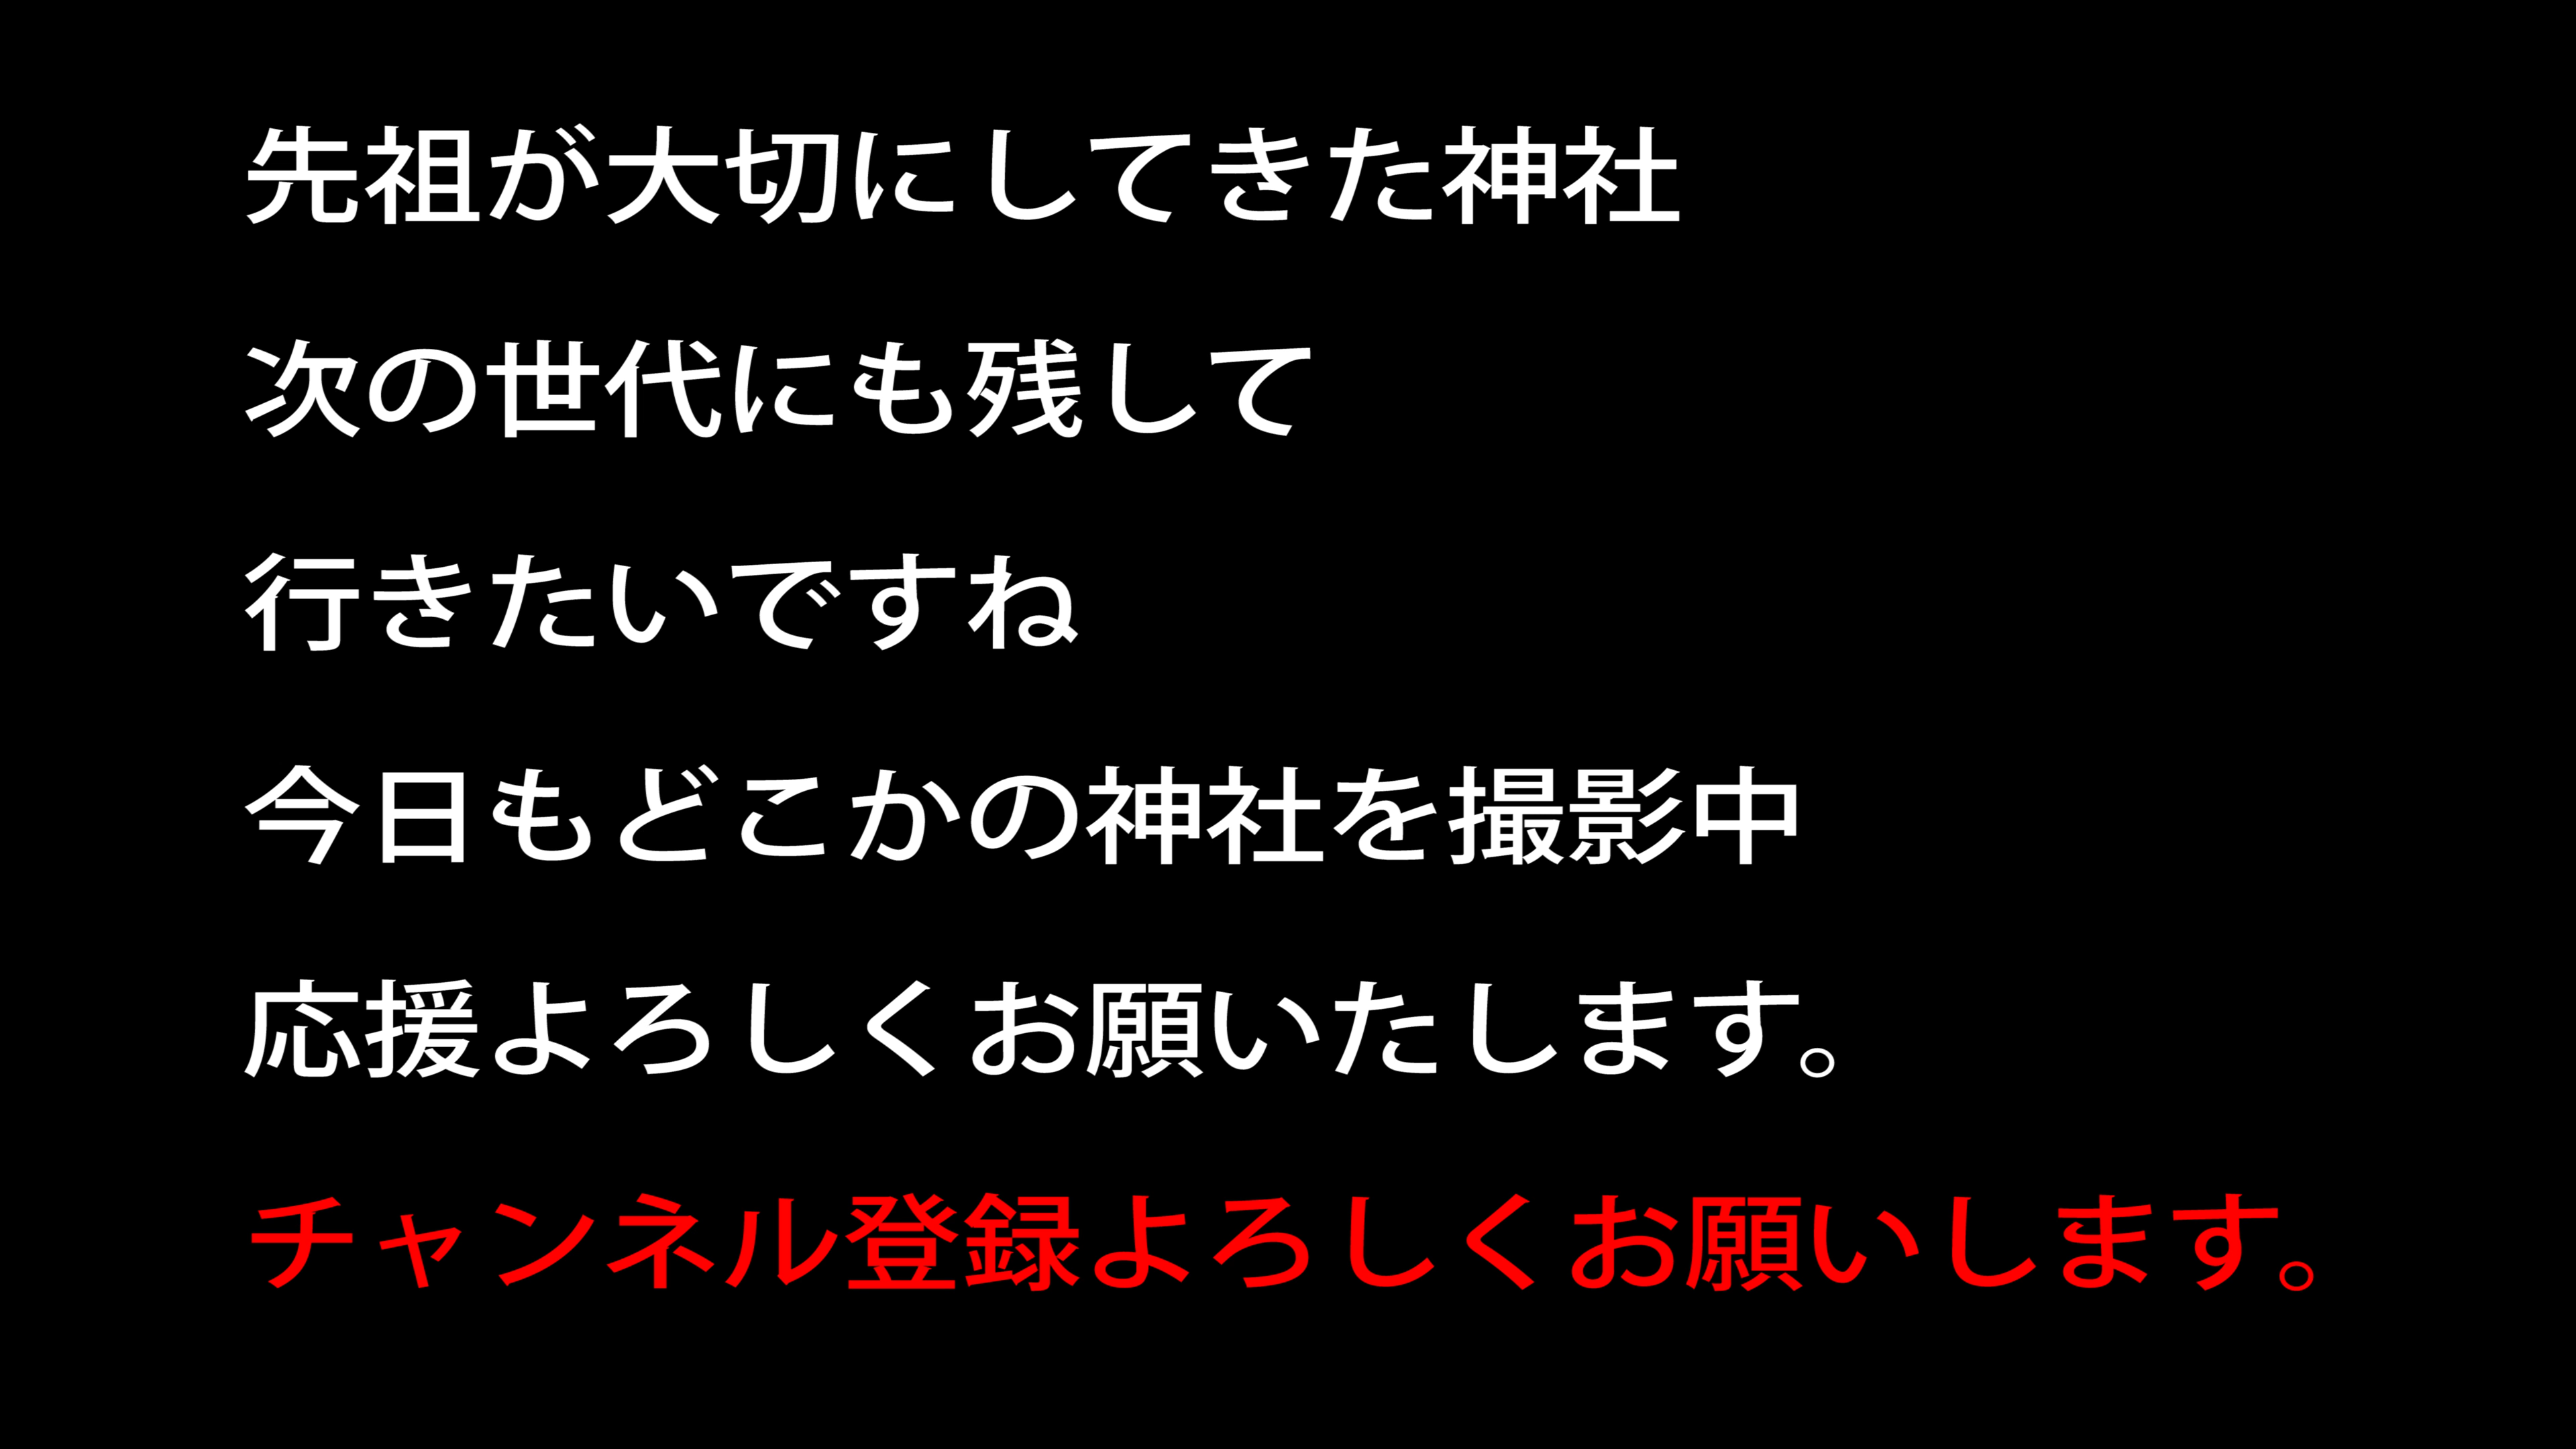 先祖が大切にしてきた神社
次の世代にも残して
行きたいですね
今日もどこかの神社を撮影中
応援よろしくお願いたします。
チャンネル登録よろしくお願いします。